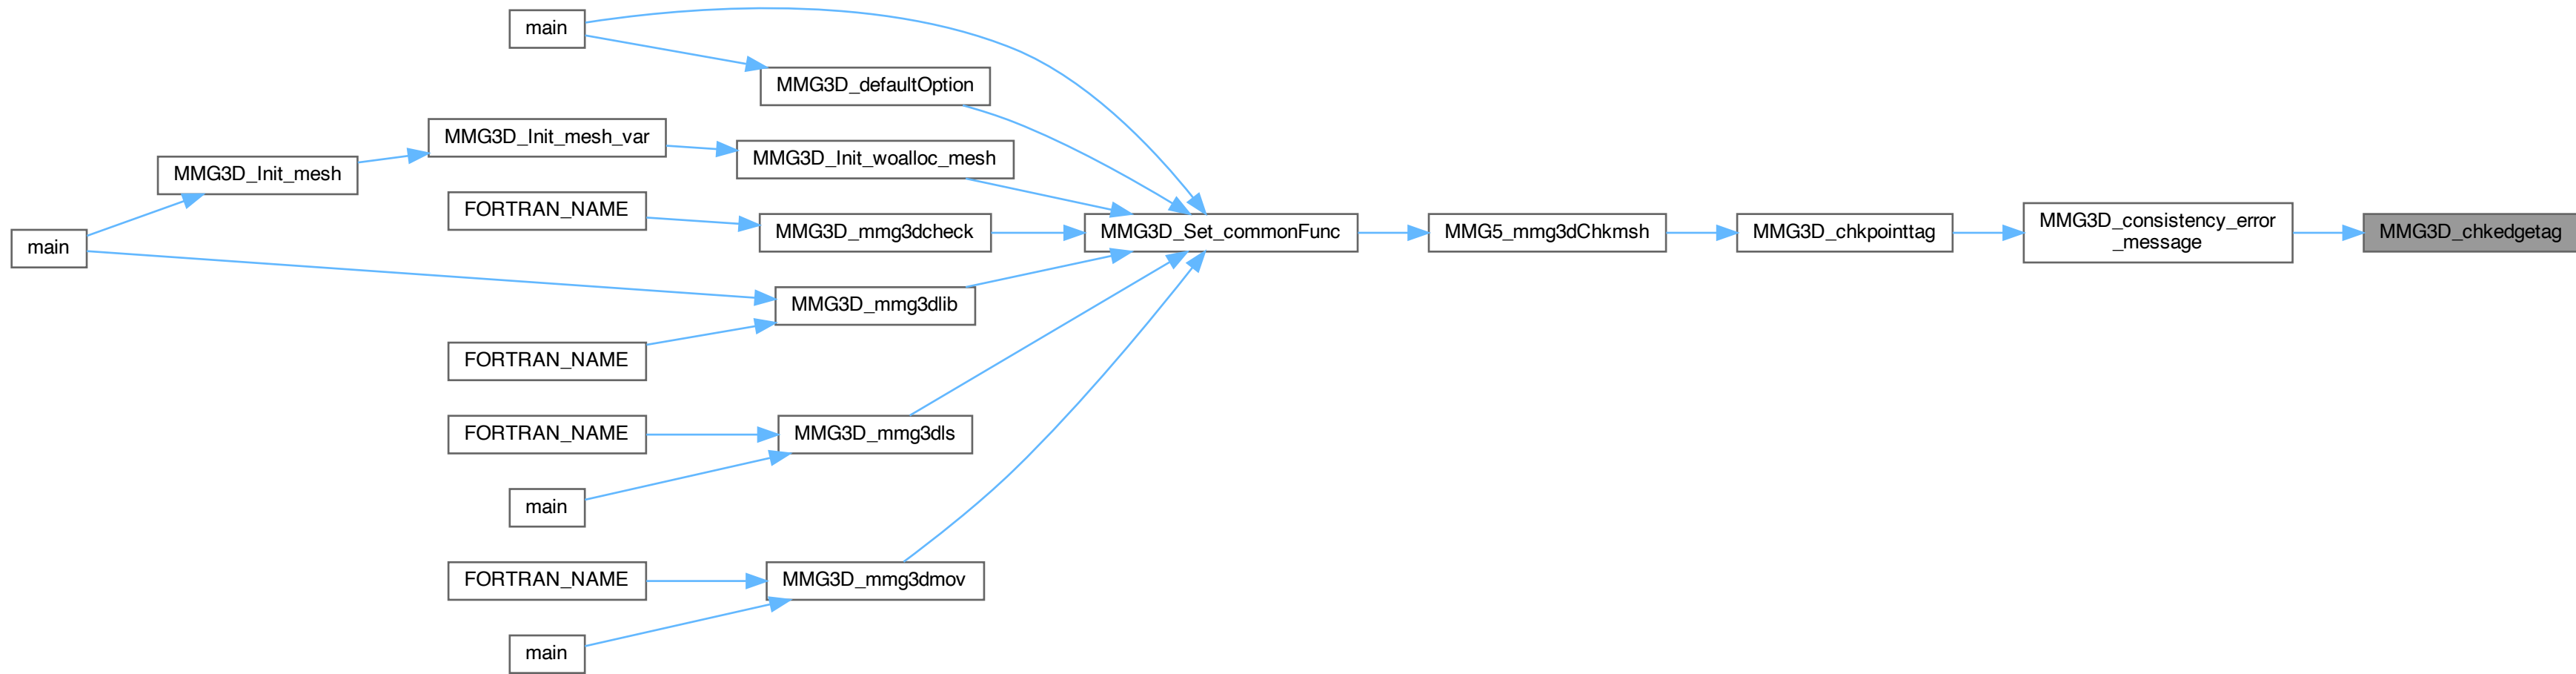 main
MMG3D_defaultOption
MMG3D_Init_mesh_var
MMG3D_Init_woalloc_mesh
MMG3D_Init_mesh
FORTRAN_NAME
MMG3D_mmg3dcheck
MMG3D_Set_commonFunc
MMG5_mmg3dChkmsh
MMG3D_chkpointtag
MMG3D_consistency_error
_message
MMG3D_chkedgetag
main
MMG3D_mmg3dlib
FORTRAN_NAME
FORTRAN_NAME
MMG3D_mmg3dls
main
FORTRAN_NAME
MMG3D_mmg3dmov
main